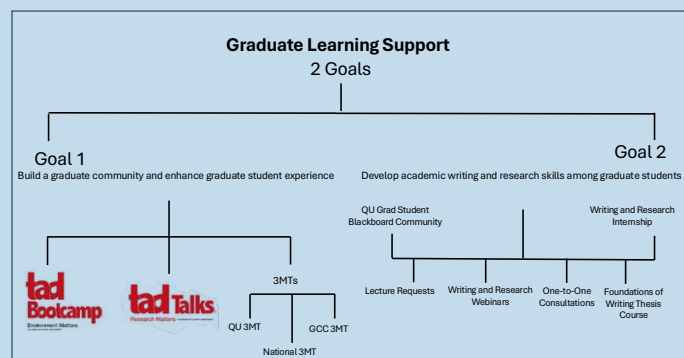 Graduate Learning Support
2 Goals
Goal 1
Build a graduate community and enhance graduate student experience
tad
Bootcamp
Environment Matters
tad Talks
Research Matters
3MTs
QU 3MT
National 3MT
GCC 3MT
Goal 2
Develop academic writing and research skills among graduate students
QU Grad Student
Blackboard Community
Writing and Research
Internship
Lecture Requests
Writing and Research
Webinars
One-to-One
Consultations
Foundations of
Writing Thesis
Course